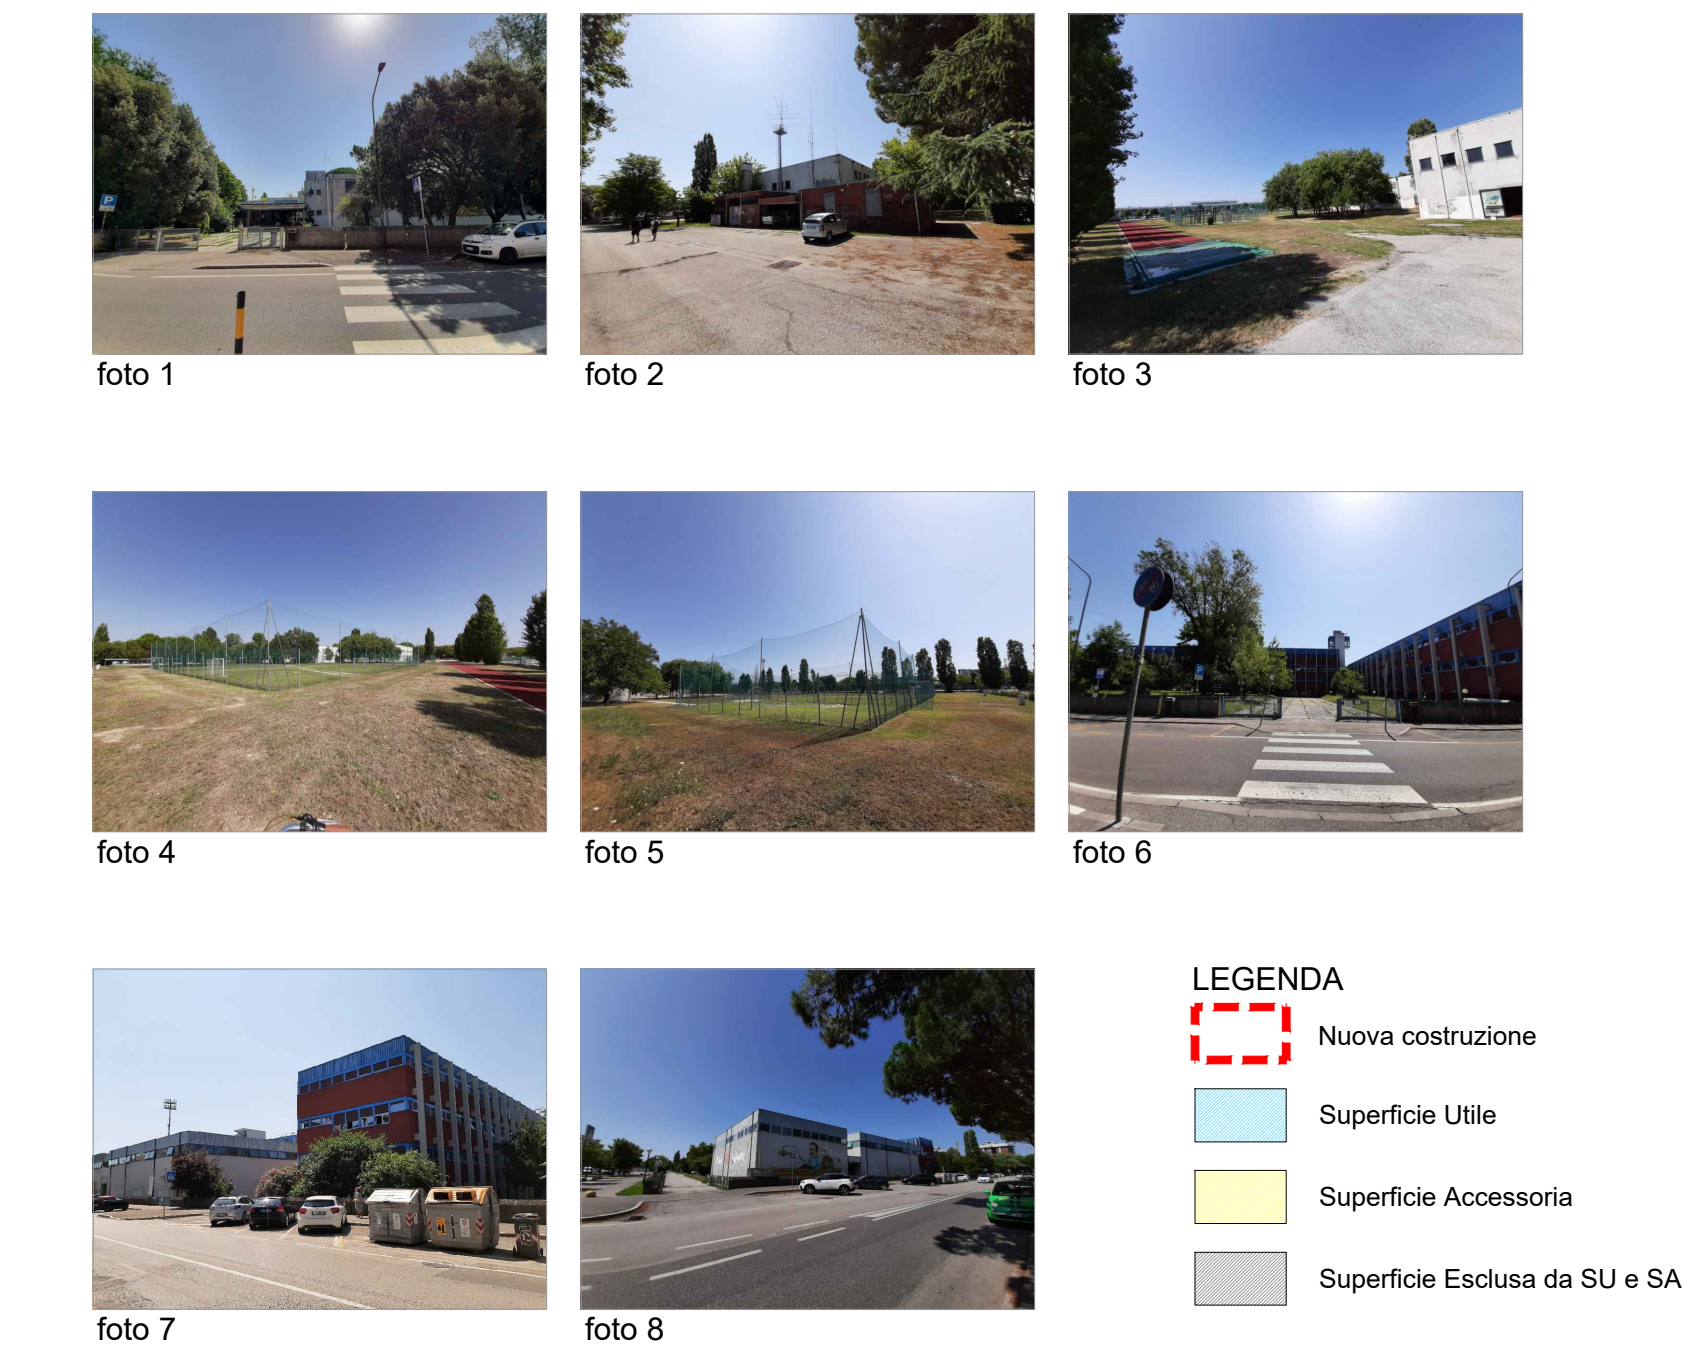 foto 1
foto 2
foto 3
foto 4
foto 5
foto 6
foto 7
foto 8
LEGENDA
Nuova costruzione
Superficie Utile
Superficie Accessoria
Superficie Esclusa da SU e SA